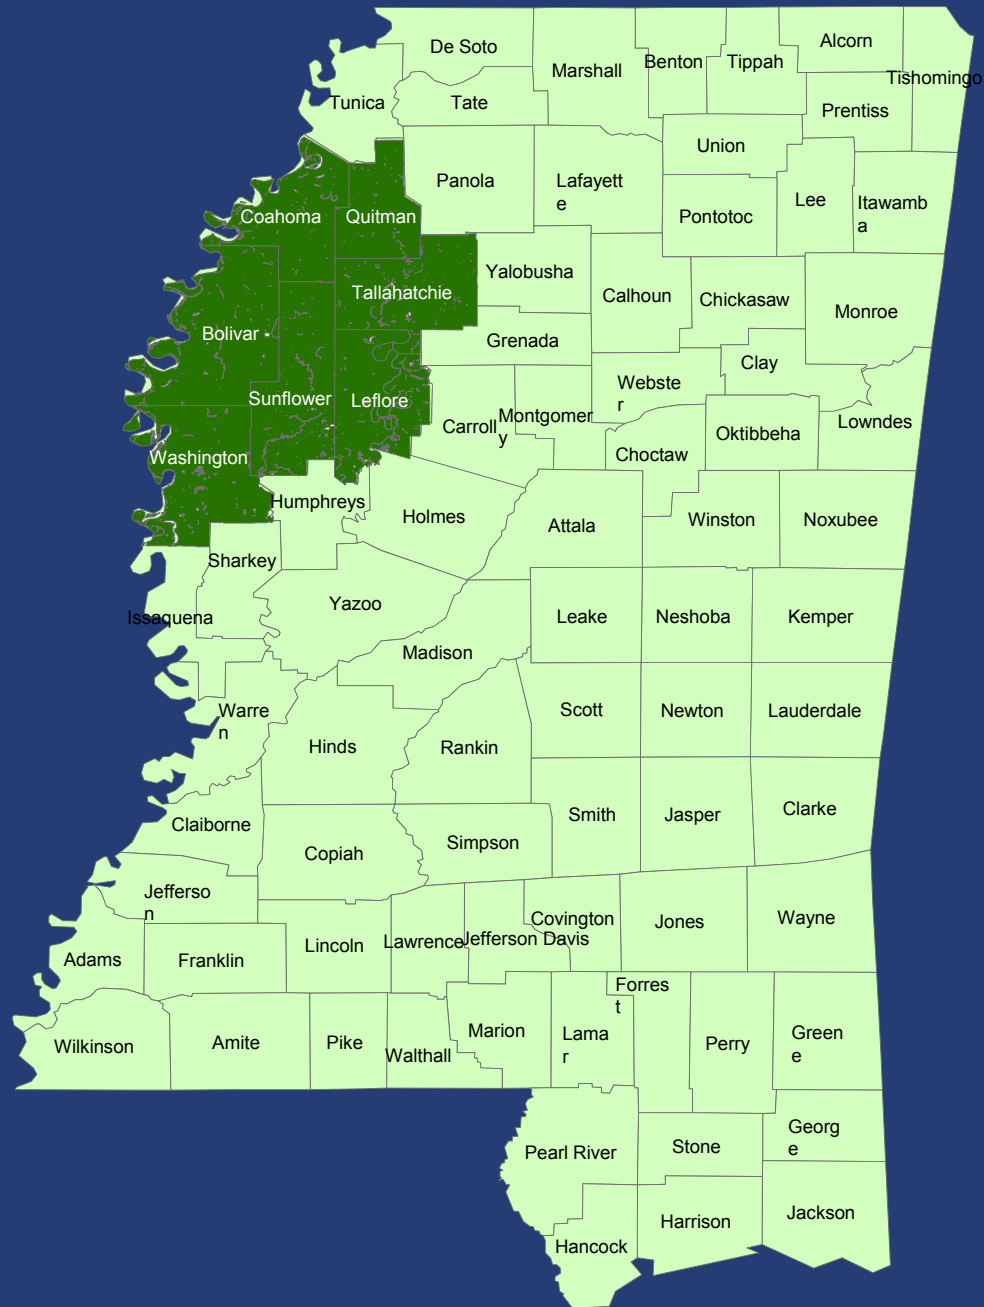 De Soto
Alcorn
Benton
Tippah
Marshall
Tishomingo
Tunica
Tate
Prentiss
Union
Panola
Lafayett
e
Lee
Itawamb
a
Coahoma
Quitman
Pontotoc
Yalobusha
Tallahatchie
Calhoun
Chickasaw
Monroe
Bolivar
Grenada
Clay
Webste
r
Sunflower
Leflore
Carroll
Montgomer
y
Lowndes
Oktibbeha
Choctaw
Washington
Humphreys
Holmes
Attala
Winston
Noxubee
Sharkey
Yazoo
Issaquena
Leake
Neshoba
Kemper
Madison
Warre
n
Scott
Newton
Lauderdale
Hinds
Rankin
Claiborne
Smith
Jasper
Clarke
Copiah
Simpson
Jefferso
n
Covington
Jones
Wayne
Lawrence
Jefferson Davis
Lincoln
Adams
Franklin
Forres
t
Wilkinson
Amite
Pike
Walthall
Marion
Lama
r
Perry
Green
e
Pearl River
Stone
Georg
e
Harrison
Jackson
Hancock